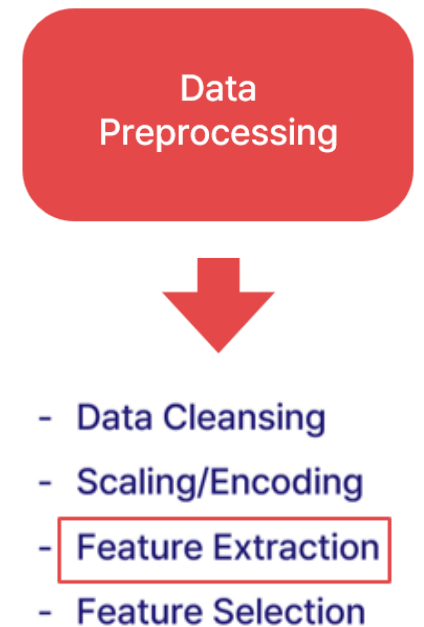 Data
Preprocessing
- Data Cleansing
- Scaling/Encoding
- Feature Extraction
- Feature Selection